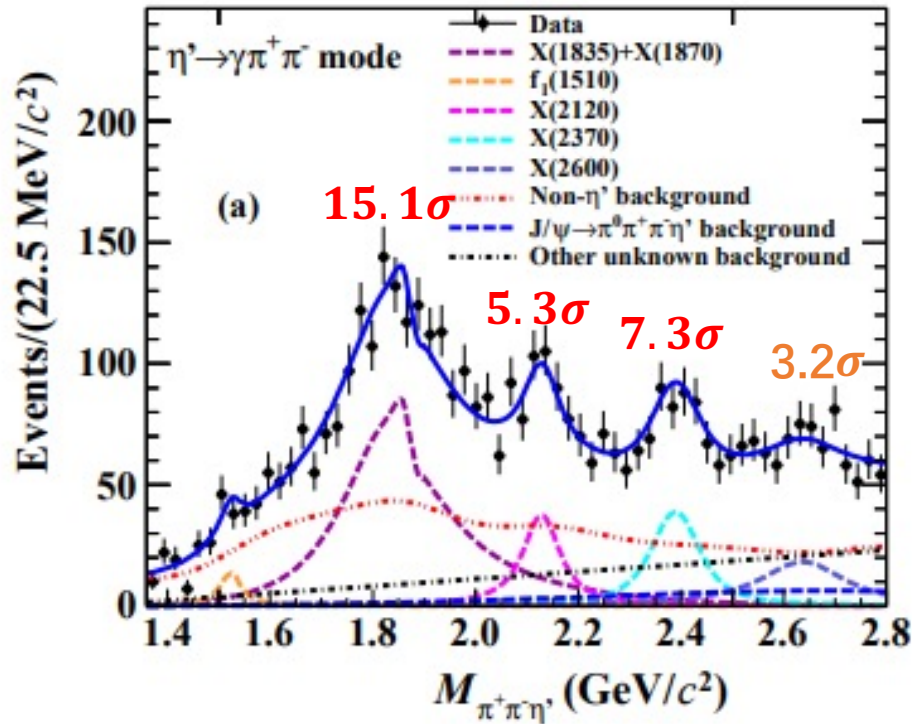 Data
η'→γπ⁺π⁻ mode
X(1835)+X(1870)
f₁(1510)
X(2120)
X(2370)
X(2600)
Non-η' background
J/ψ→π⁰π⁺π⁻η' background
Other unknown background
(a)
15.1σ
5.3σ
7.3σ
3.2σ
Events/(22.5 MeV/c²)
200
150
100
50
0
1.4 1.6 1.8 2.0 2.2 2.4 2.6 2.8
M_π⁺π⁻η' (GeV/c²)